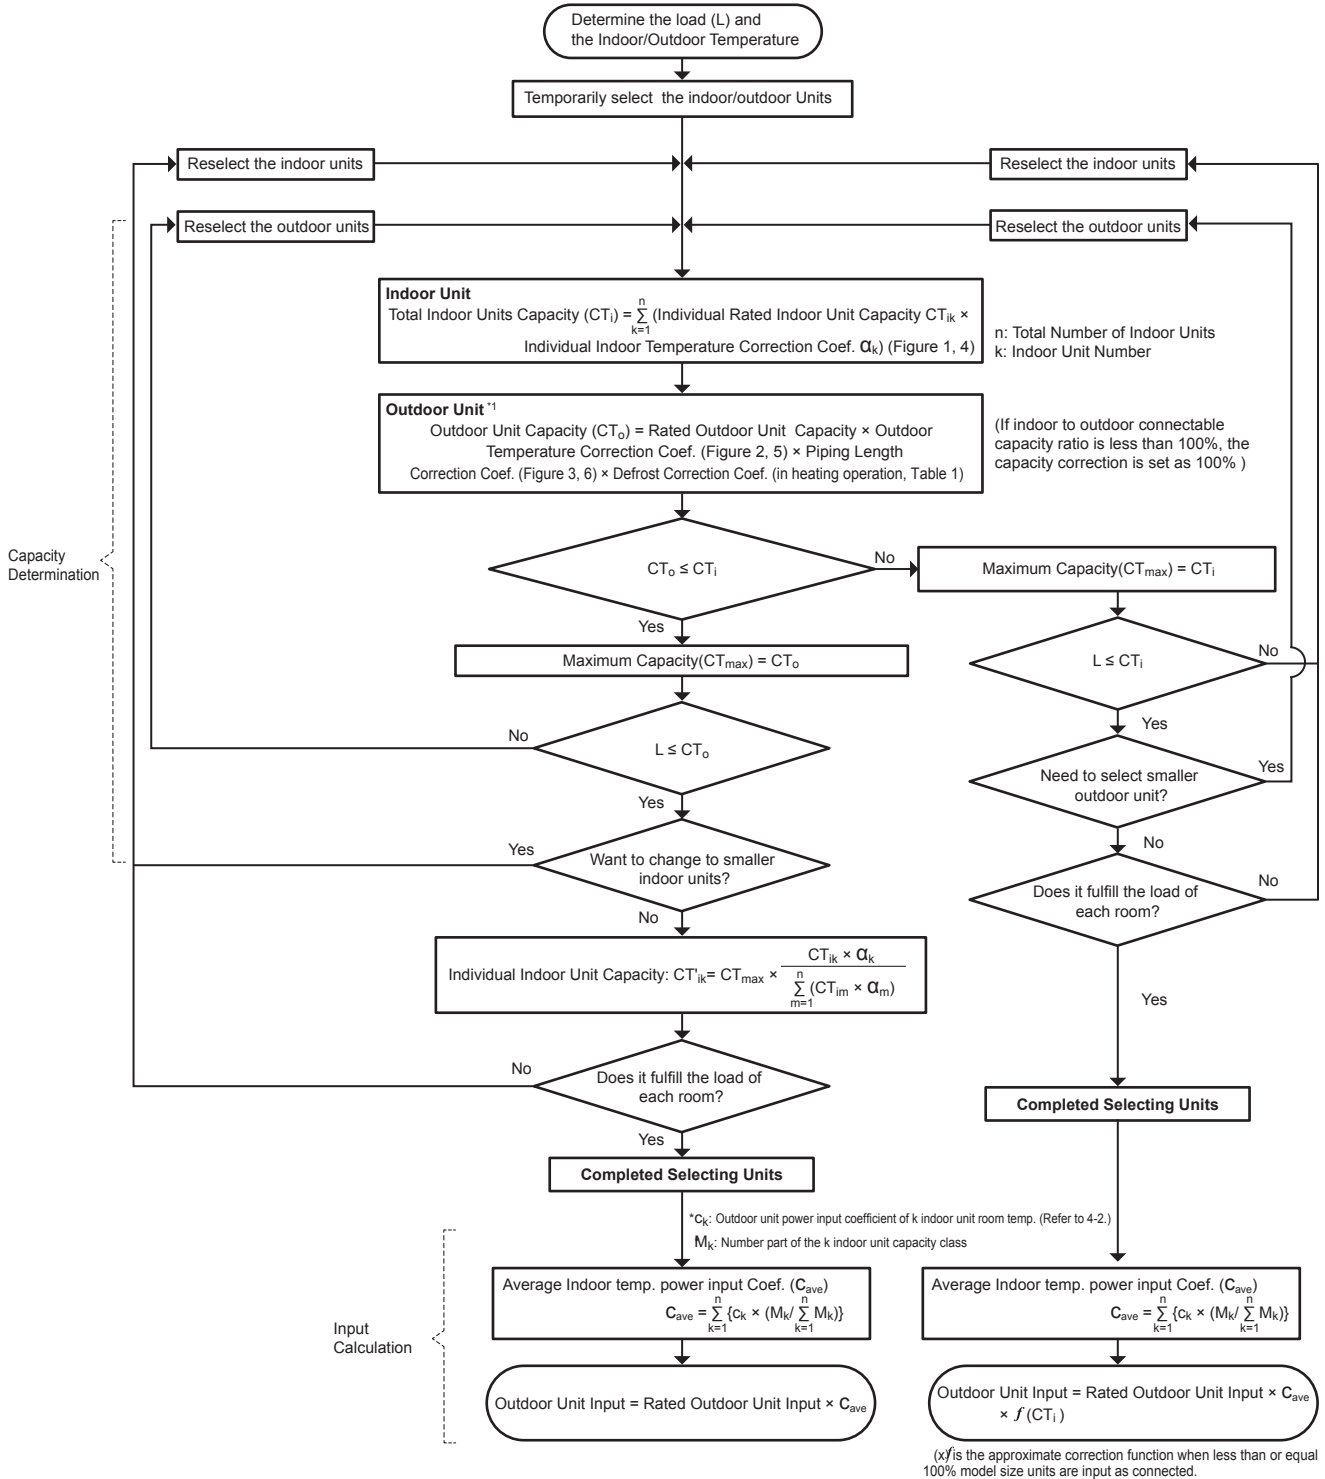 Determine the load (L) and
the Indoor/Outdoor Temperature
Temporarily select the indoor/outdoor Units
Reselect the indoor units
Reselect the indoor units
Reselect the outdoor units
Reselect the outdoor units
Indoor Unit
Total Indoor Units Capacity (CTi) = n∑k=1 (Individual Rated Indoor Unit Capacity CTik ×
Individual Indoor Temperature Correction Coef. αk) (Figure 1, 4)
n: Total Number of Indoor Units
k: Indoor Unit Number
Outdoor Unit *1
Outdoor Unit Capacity (CTo) = Rated Outdoor Unit Capacity × Outdoor
Temperature Correction Coef. (Figure 2, 5) × Piping Length
Correction Coef. (Figure 3, 6) × Defrost Correction Coef. (in heating operation, Table 1)
(If indoor to outdoor connectable
capacity ratio is less than 100%, the
capacity correction is set as 100% )
Capacity
Determination
CTo ≤ CTi
No
Maximum Capacity(CTmax) = CTi
Yes
Maximum Capacity(CTmax) = CTo
L ≤ CTi
No
Yes
No
L ≤ CTo
Need to select smaller
outdoor unit?
Yes
Yes
No
Yes
Want to change to smaller
indoor units?
Does it fulfill the load of
each room?
No
No
Individual Indoor Unit Capacity: CT'ik= CTmax × CTik × αk / n∑m=1 (CTim × αm)
Yes
No
Does it fulfill the load of
each room?
Completed Selecting Units
Yes
Completed Selecting Units
*ck: Outdoor unit power input coefficient of k indoor unit room temp. (Refer to 4-2.)
Mk: Number part of the k indoor unit capacity class
Input
Calculation
Average Indoor temp. power input Coef. (Cave)
Cave = n∑k=1 {ck × (Mk/ n∑k=1 Mk)}
Average Indoor temp. power input Coef. (Cave)
Cave = n∑k=1 {ck × (Mk/ n∑k=1 Mk)}
Outdoor Unit Input = Rated Outdoor Unit Input × Cave
Outdoor Unit Input = Rated Outdoor Unit Input × Cave
× f (CTi )
(x)f is the approximate correction function when less than or equal
100% model size units are input as connected.